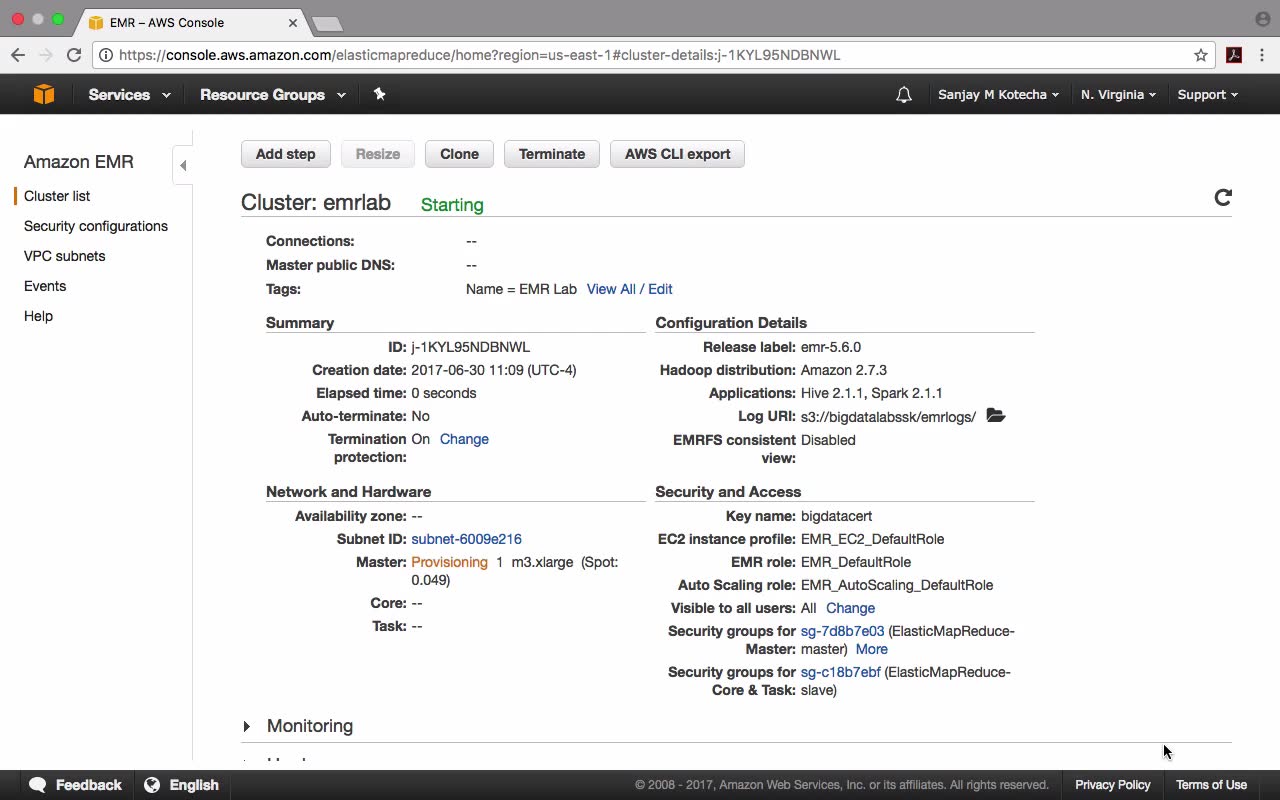 EMR – AWS Console
https://console.aws.amazon.com/elasticmapreduce/home?region=us-east-1#cluster-details:j-1KYL95NDBNWL
Services Resource Groups Sanjay M Kotecha N. Virginia Support
Amazon EMR
Cluster list
Security configurations
VPC subnets
Events
Help
Add step Resize Clone Terminate AWS CLI export
Cluster: emrlab Starting
Connections: --
Master public DNS: --
Tags: Name = EMR Lab View All / Edit
Summary
ID: j-1KYL95NDBNWL
Creation date: 2017-06-30 11:09 (UTC-4)
Elapsed time: 0 seconds
Auto-terminate: No
Termination On Change
protection:
Configuration Details
Release label: emr-5.6.0
Hadoop distribution: Amazon 2.7.3
Applications: Hive 2.1.1, Spark 2.1.1
Log URI: s3://bigdatalabssk/emrlogs/
EMRFS consistent Disabled
view:
Network and Hardware
Availability zone: --
Subnet ID: subnet-6009e216
Master: Provisioning 1 m3.xlarge (Spot:
0.049)
Core: --
Task: --
Security and Access
Key name: bigdatacert
EC2 instance profile: EMR_EC2_DefaultRole
EMR role: EMR_DefaultRole
Auto Scaling role: EMR_AutoScaling_DefaultRole
Visible to all users: All Change
Security groups for sg-7d8b7e03 (ElasticMapReduce-
Master: master) More
Security groups for sg-c18b7ebf (ElasticMapReduce-
Core & Task: slave)
Monitoring
Feedback English © 2008 - 2017, Amazon Web Services, Inc. or its affiliates. All rights reserved. Privacy Policy Terms of Use